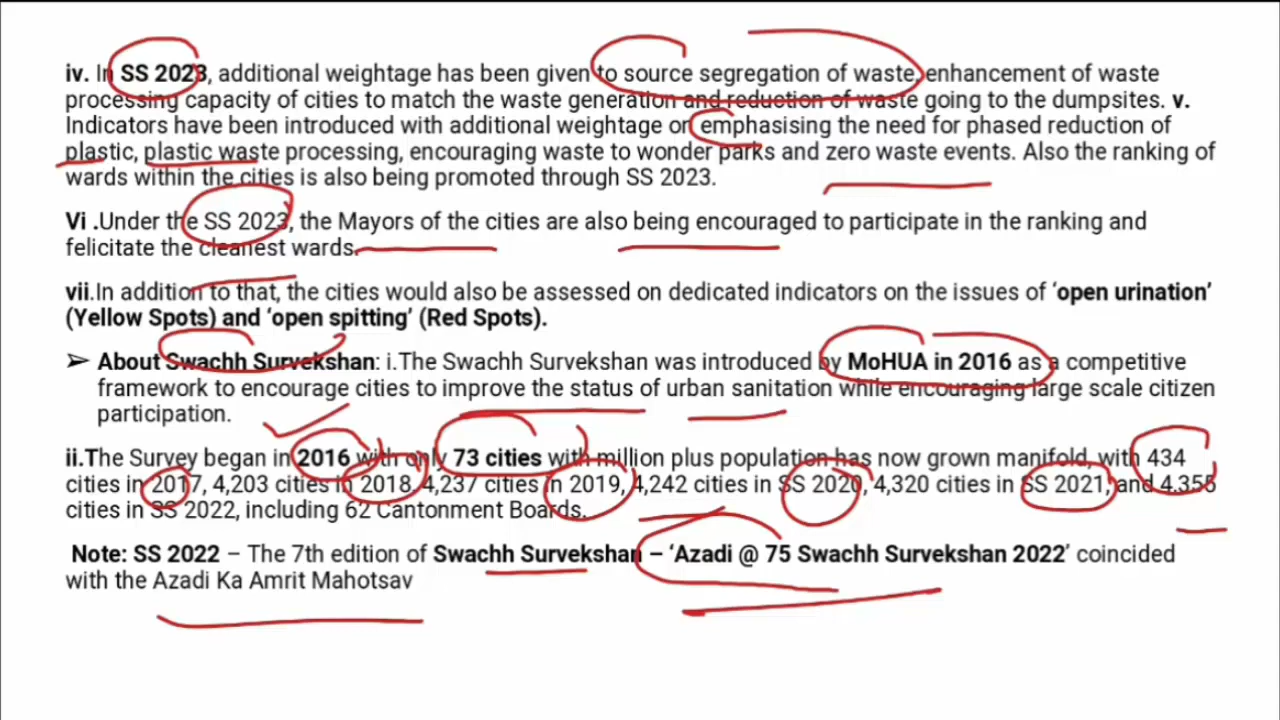 iv. In SS 2023, additional weightage has been given to source segregation of waste, enhancement of waste
processing capacity of cities to match the waste generation and reduction of waste going to the dumpsites. v.
Indicators have been introduced with additional weightage on emphasising the need for phased reduction of
plastic, plastic waste processing, encouraging waste to wonder parks and zero waste events. Also the ranking of
wards within the cities is also being promoted through SS 2023.
Vi .Under the SS 2023, the Mayors of the cities are also being encouraged to participate in the ranking and
felicitate the cleanest wards.
vii.In addition to that, the cities would also be assessed on dedicated indicators on the issues of ‘open urination’
(Yellow Spots) and ‘open spitting’ (Red Spots).
➢ About Swachh Survekshan: i.The Swachh Survekshan was introduced by MoHUA in 2016 as a competitive
framework to encourage cities to improve the status of urban sanitation while encouraging large scale citizen
participation.
ii.The Survey began in 2016 with only 73 cities with million plus population has now grown manifold, with 434
cities in 2017, 4,203 cities in 2018, 4,237 cities in 2019, 4,242 cities in SS 2020, 4,320 cities in SS 2021, and 4,355
cities in SS 2022, including 62 Cantonment Boards.
Note: SS 2022 – The 7th edition of Swachh Survekshan – ‘Azadi @ 75 Swachh Survekshan 2022’ coincided
with the Azadi Ka Amrit Mahotsav